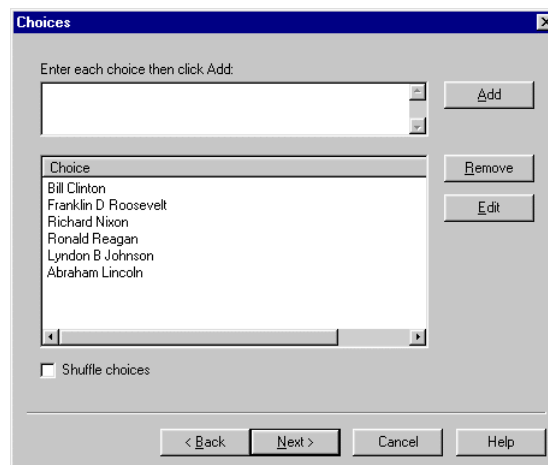 Choices
Enter each choice then click Add:
Add
Choice
Remove
Bill Clinton
Franklin D Roosevelt
Edit
Richard Nixon
Ronald Reagan
Lyndon B Johnson
Abraham Lincoln
Shuffle choices
< Back Next > Cancel Help